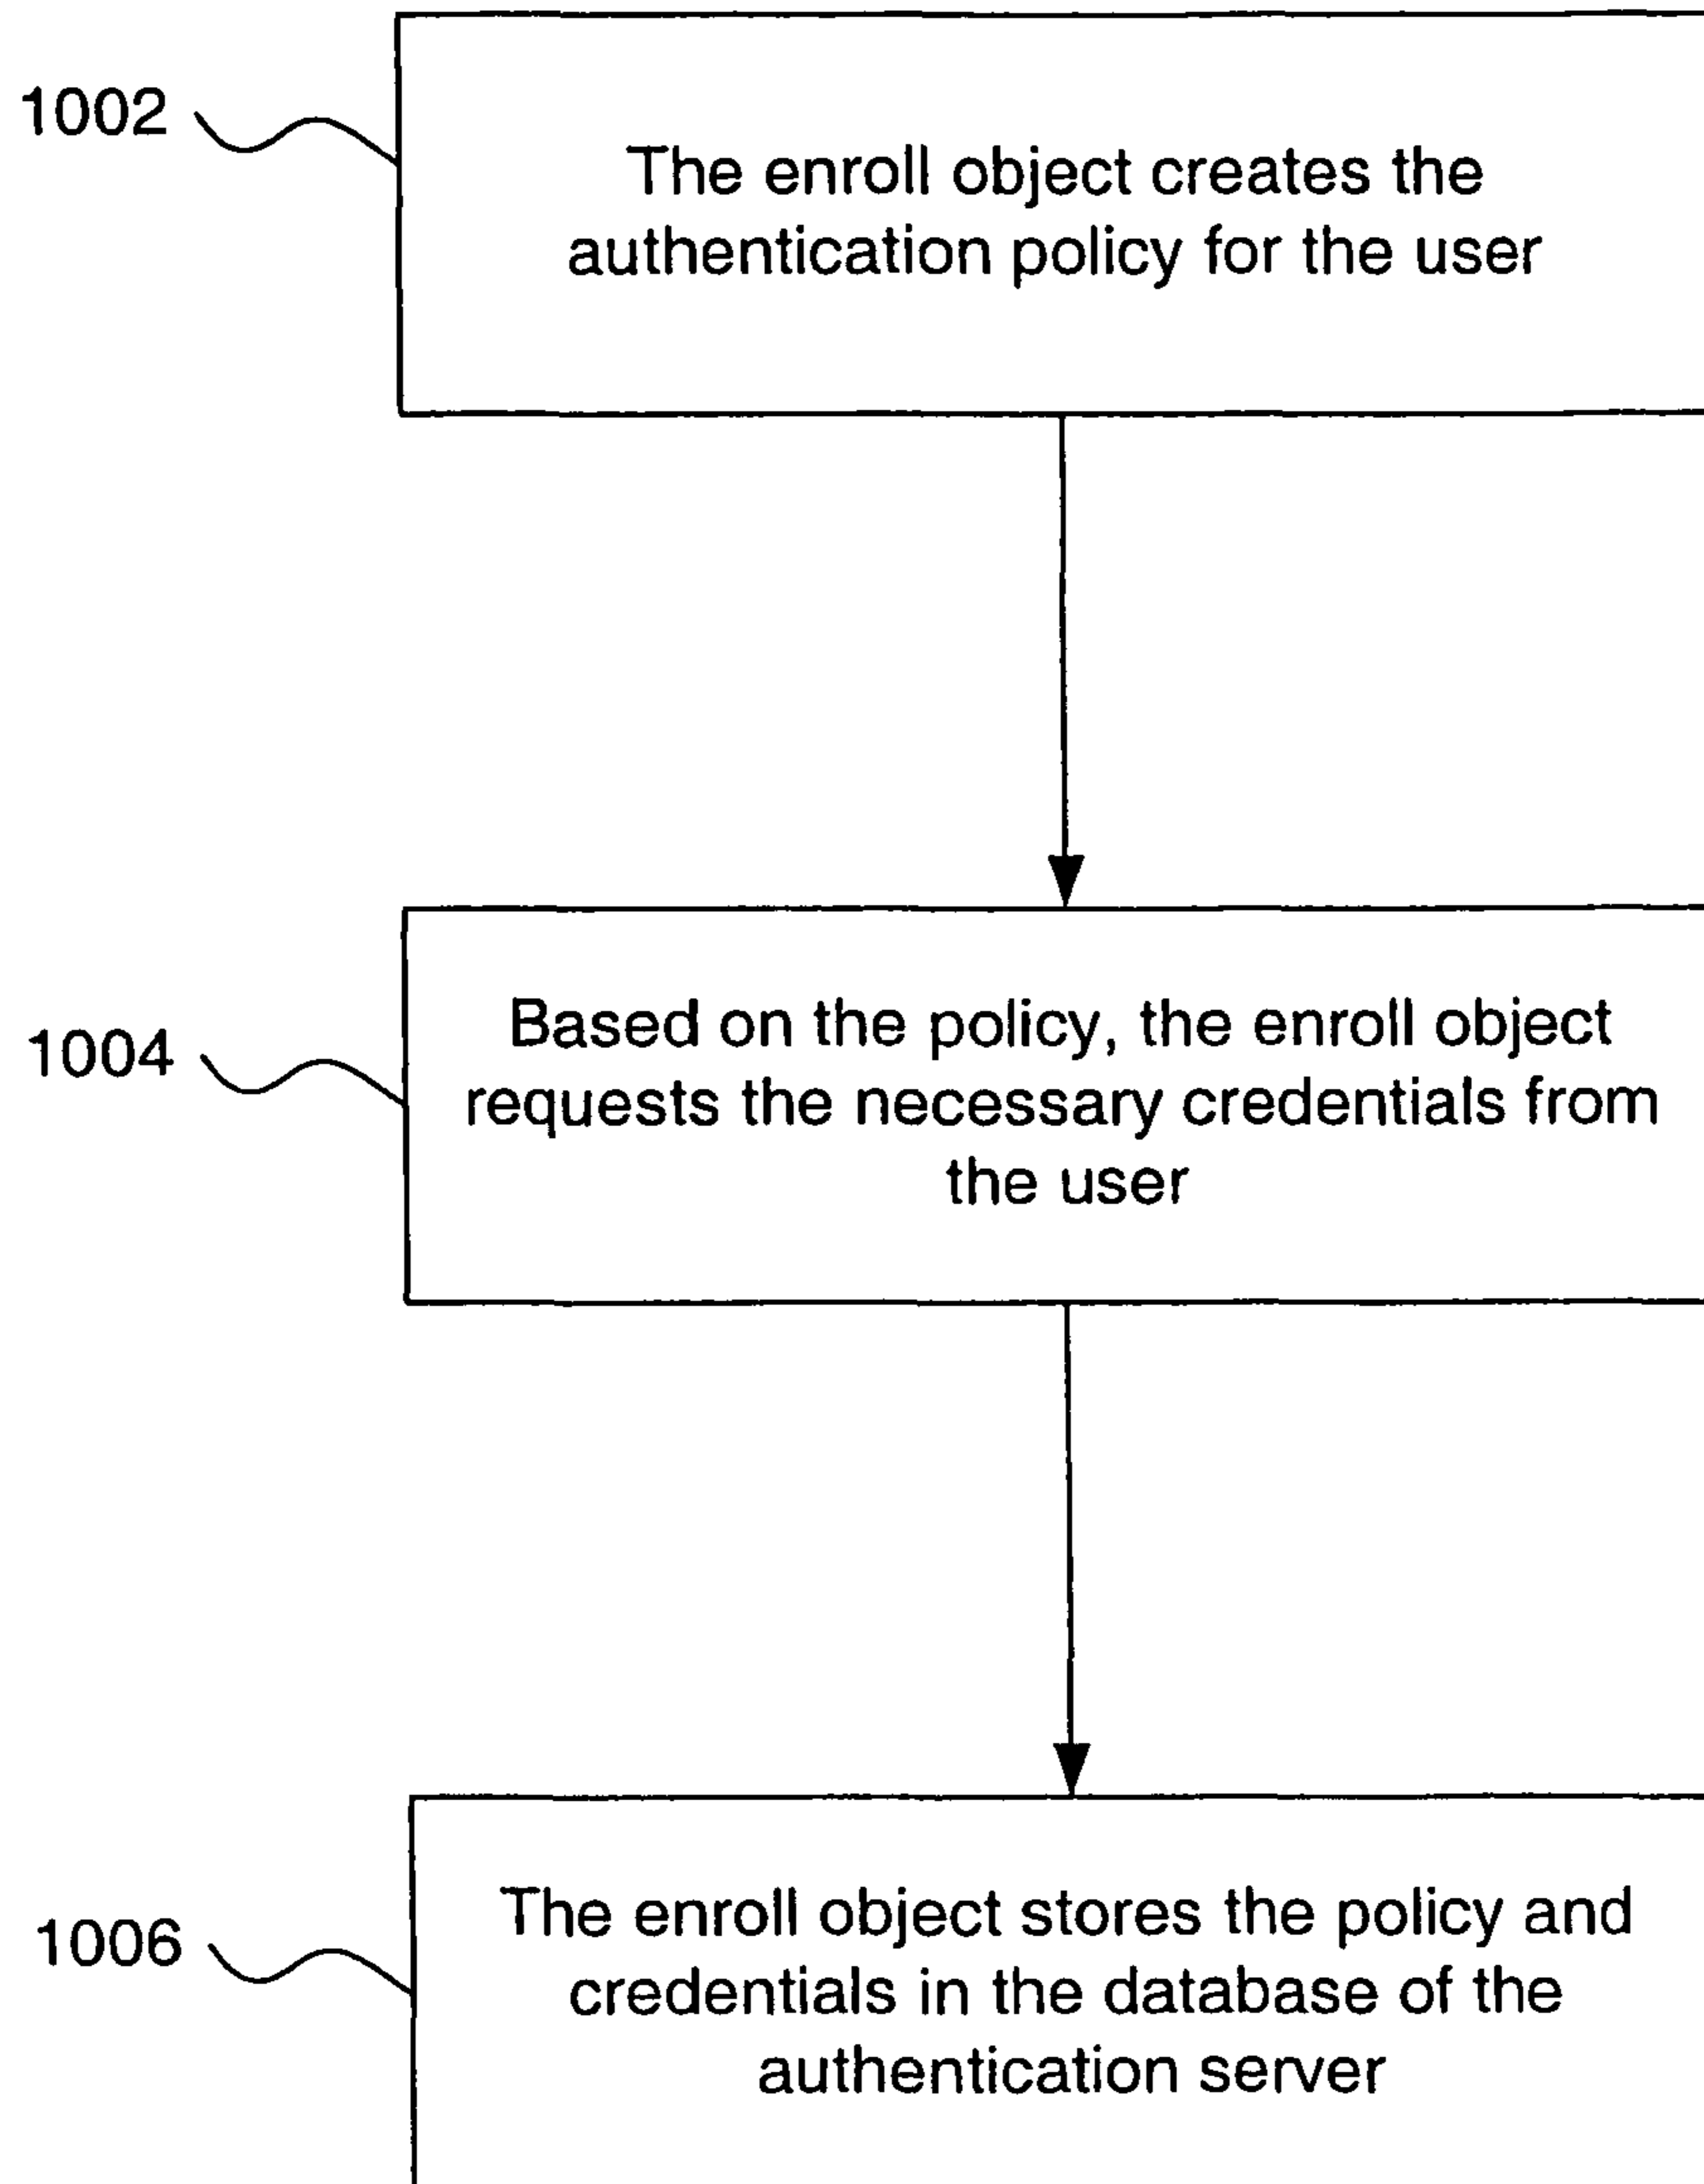 1002
The enroll object creates the
authentication policy for the user
1004
Based on the policy, the enroll object
requests the necessary credentials from
the user
1006
The enroll object stores the policy and
credentials in the database of the
authentication server